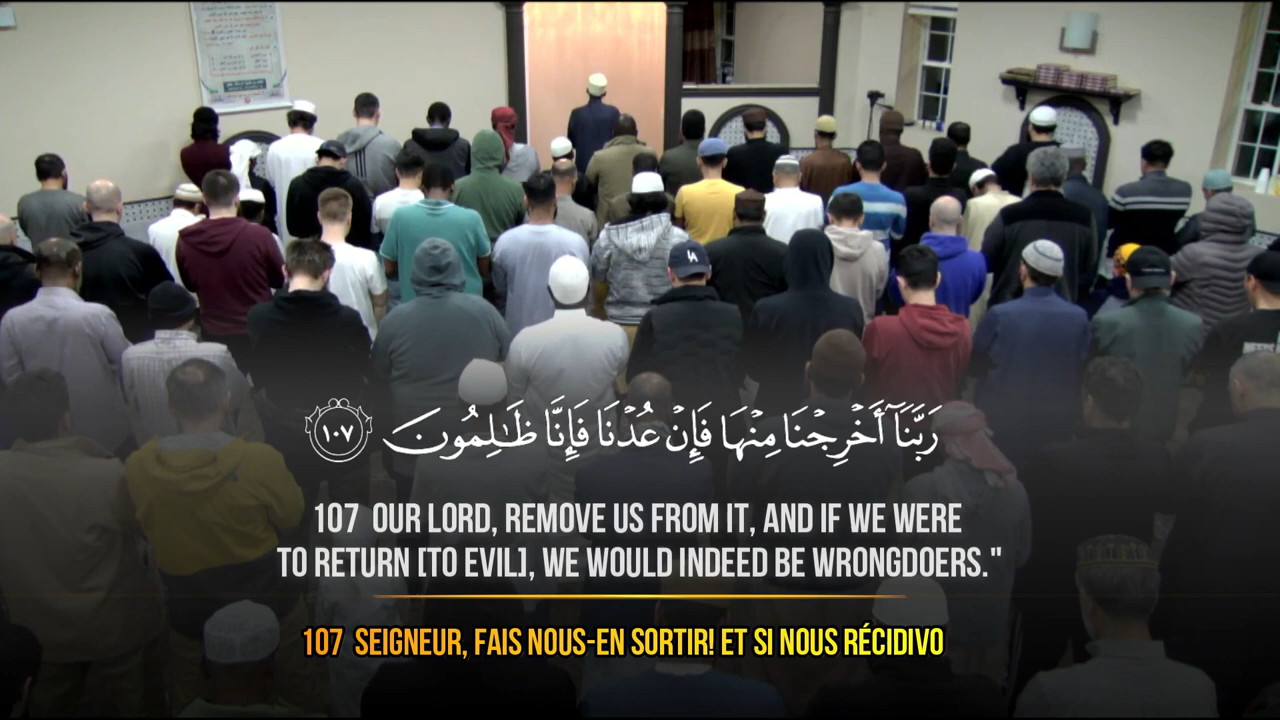 رَبَّنَآ أَخْرِجْنَا مِنْهَا فَإِنْ عُدْنَا فَإِنَّا ظَـٰلِمُونَ ١٠٧
107 OUR LORD, REMOVE US FROM IT, AND IF WE WERE
TO RETURN [TO EVIL], WE WOULD INDEED BE WRONGDOERS."
107 SEIGNEUR, FAIS NOUS-EN SORTIR! ET SI NOUS RÉCIDIVO
LA